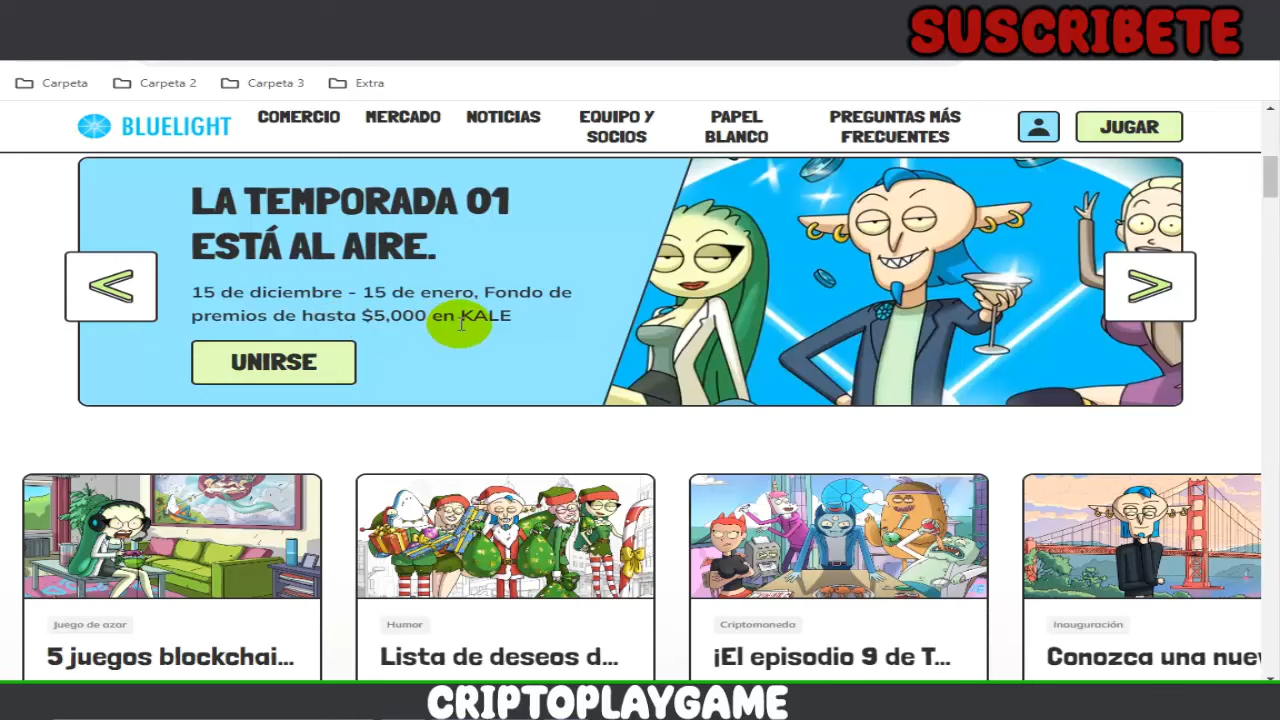 SUSCRIBETE
Carpeta
Carpeta 2
Carpeta 3
Extra
BLUELIGHT
COMERCIO
MERCADO
NOTICIAS
EQUIPO Y
SOCIOS
PAPEL
BLANCO
PREGUNTAS MÁS
FRECUENTES
JUGAR
LA TEMPORADA 01
ESTÁ AL AIRE.
15 de diciembre - 15 de enero, Fondo de
premios de hasta $5,000 en KALE
UNIRSE
<
>
Juego de azar
5 juegos blockchai...
Humor
Lista de deseos d...
Criptomoneda
¡El episodio 9 de T...
Inauguración
Conozca una nuev
CRIPTOPLAYGAME